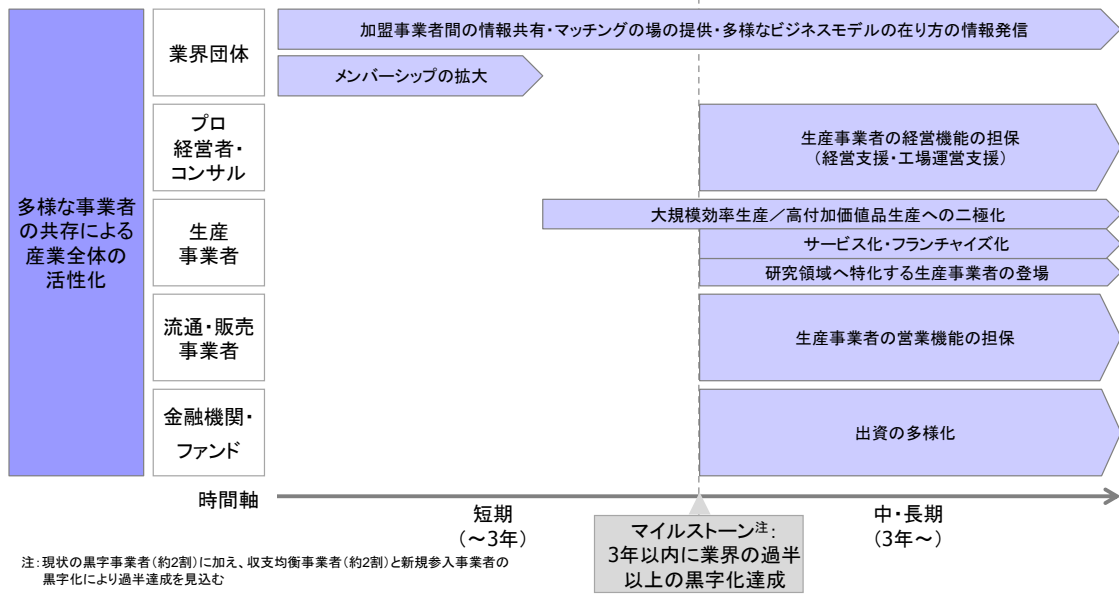 多様な事業者
の共存による
産業全体の
活性化
業界団体
加盟事業者間の情報共有・マッチングの場の提供・多様なビジネスモデルの在り方の情報発信
メンバーシップの拡大
プロ
経営者・
コンサル
生産事業者の経営機能の担保
（経営支援・工場運営支援）
生産
事業者
大規模効率生産／高付加価値品生産への二極化
サービス化・フランチャイズ化
研究領域へ特化する生産事業者の登場
流通・販売
事業者
生産事業者の営業機能の担保
金融機関・
ファンド
出資の多様化
時間軸
短期
（～3年）
マイルストーン注：
3年以内に業界の過半
以上の黒字化達成
中・長期
（3年～）
注：現状の黒字事業者（約2割）に加え、収支均衡事業者（約2割）と新規参入事業者の
黒字化により過半達成を見込む